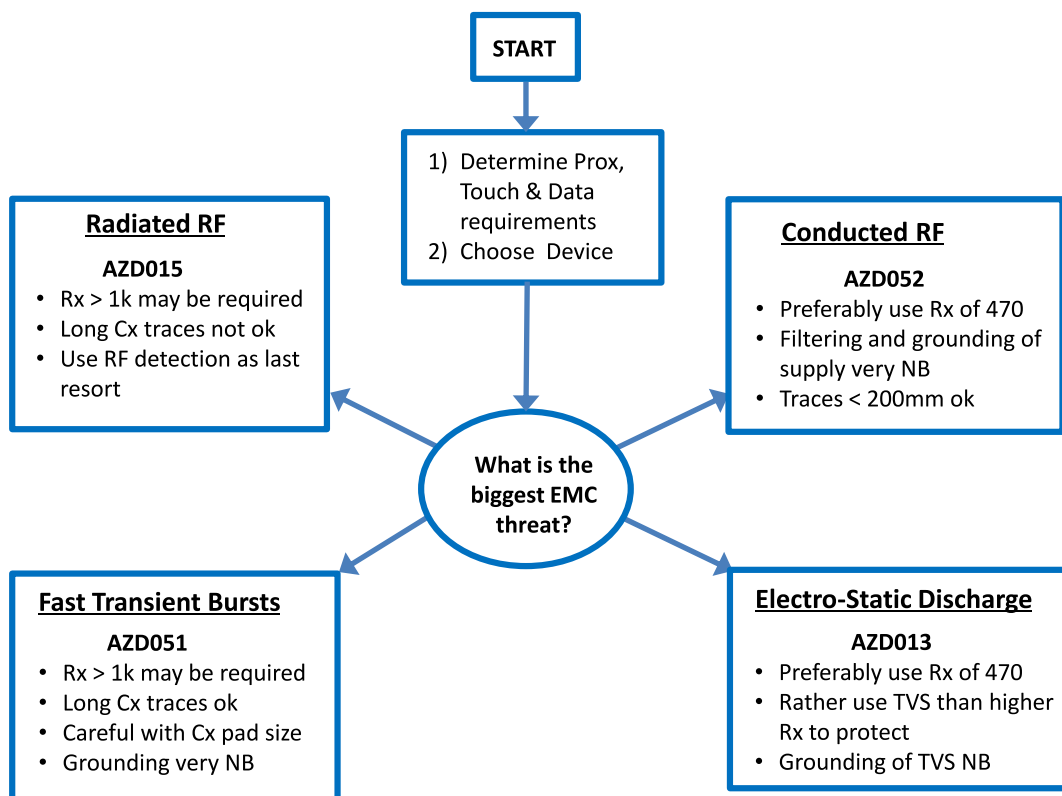 START
1) Determine Prox,
Touch & Data
requirements
2) Choose Device
Radiated RF
AZD015
• Rx > 1k may be required
• Long Cx traces not ok
• Use RF detection as last
resort
Conducted RF
AZD052
• Preferably use Rx of 470
• Filtering and grounding of
supply very NB
• Traces < 200mm ok
What is the
biggest EMC
threat?
Fast Transient Bursts
AZD051
• Rx > 1k may be required
• Long Cx traces ok
• Careful with Cx pad size
• Grounding very NB
Electro-Static Discharge
AZD013
• Preferably use Rx of 470
• Rather use TVS than higher
Rx to protect
• Grounding of TVS NB